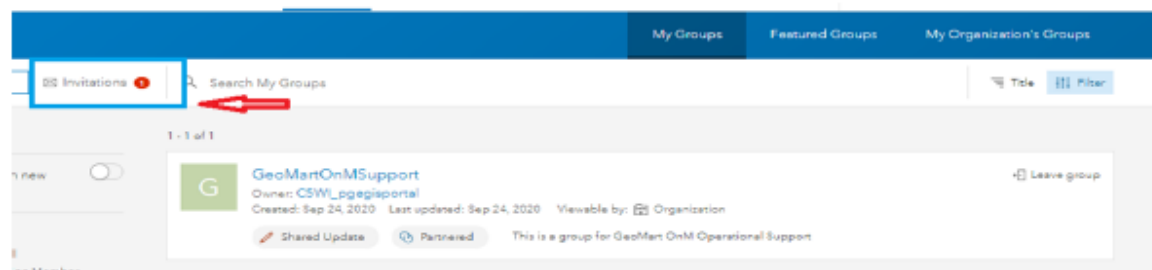 My Groups Featured Groups My Organization's Groups
Invitations 1 Search My Groups Title Filter
1 - 1 of 1
new
G
GeoMartOnMSupport
Leave group
Owner: CSWI_pgegisportal
Created: Sep 24, 2020 Last updated: Sep 24, 2020 Viewable by: Organization
Shared Update Partnered This is a group for GeoMart OnM Operational Support